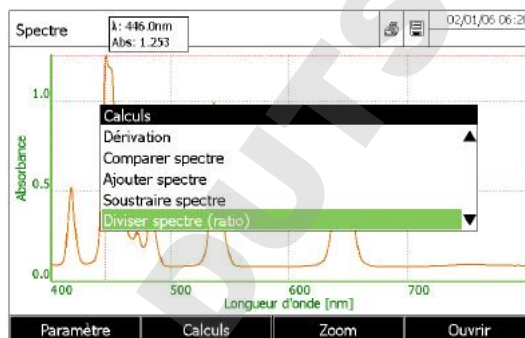 Spectre
λ: 446.0nm
Abs: 1.253
02/01/06 06:20
1.0
Calculs
Dérivation
Comparer spectre
Ajouter spectre
Soustraire spectre
Diviser spectre (ratio)
Absorbance
0.5
0.0
400 500 600 700
Longueur d'onde [nm]
Paramètre Calculs Zoom Ouvrir